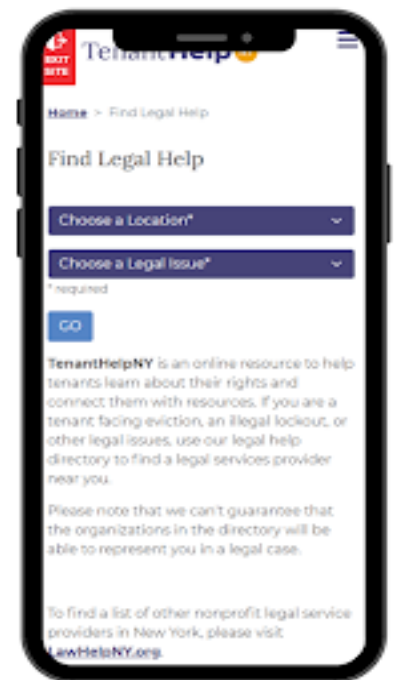 EXIT
SITE
TenantHelp
Home > Find Legal Help
Find Legal Help
Choose a Location*
Choose a Legal Issue*
* required
GO
TenantHelpNY is an online resource to help
tenants learn about their rights and
connect them with resources. If you are a
tenant facing eviction, an illegal lockout, or
other legal issues, use our legal help
directory to find a legal services provider
near you.
Please note that we can't guarantee that
the organizations in the directory will be
able to represent you in a legal case.
To find a list of other nonprofit legal service
providers in New York, please visit
LawHelpNY.org.